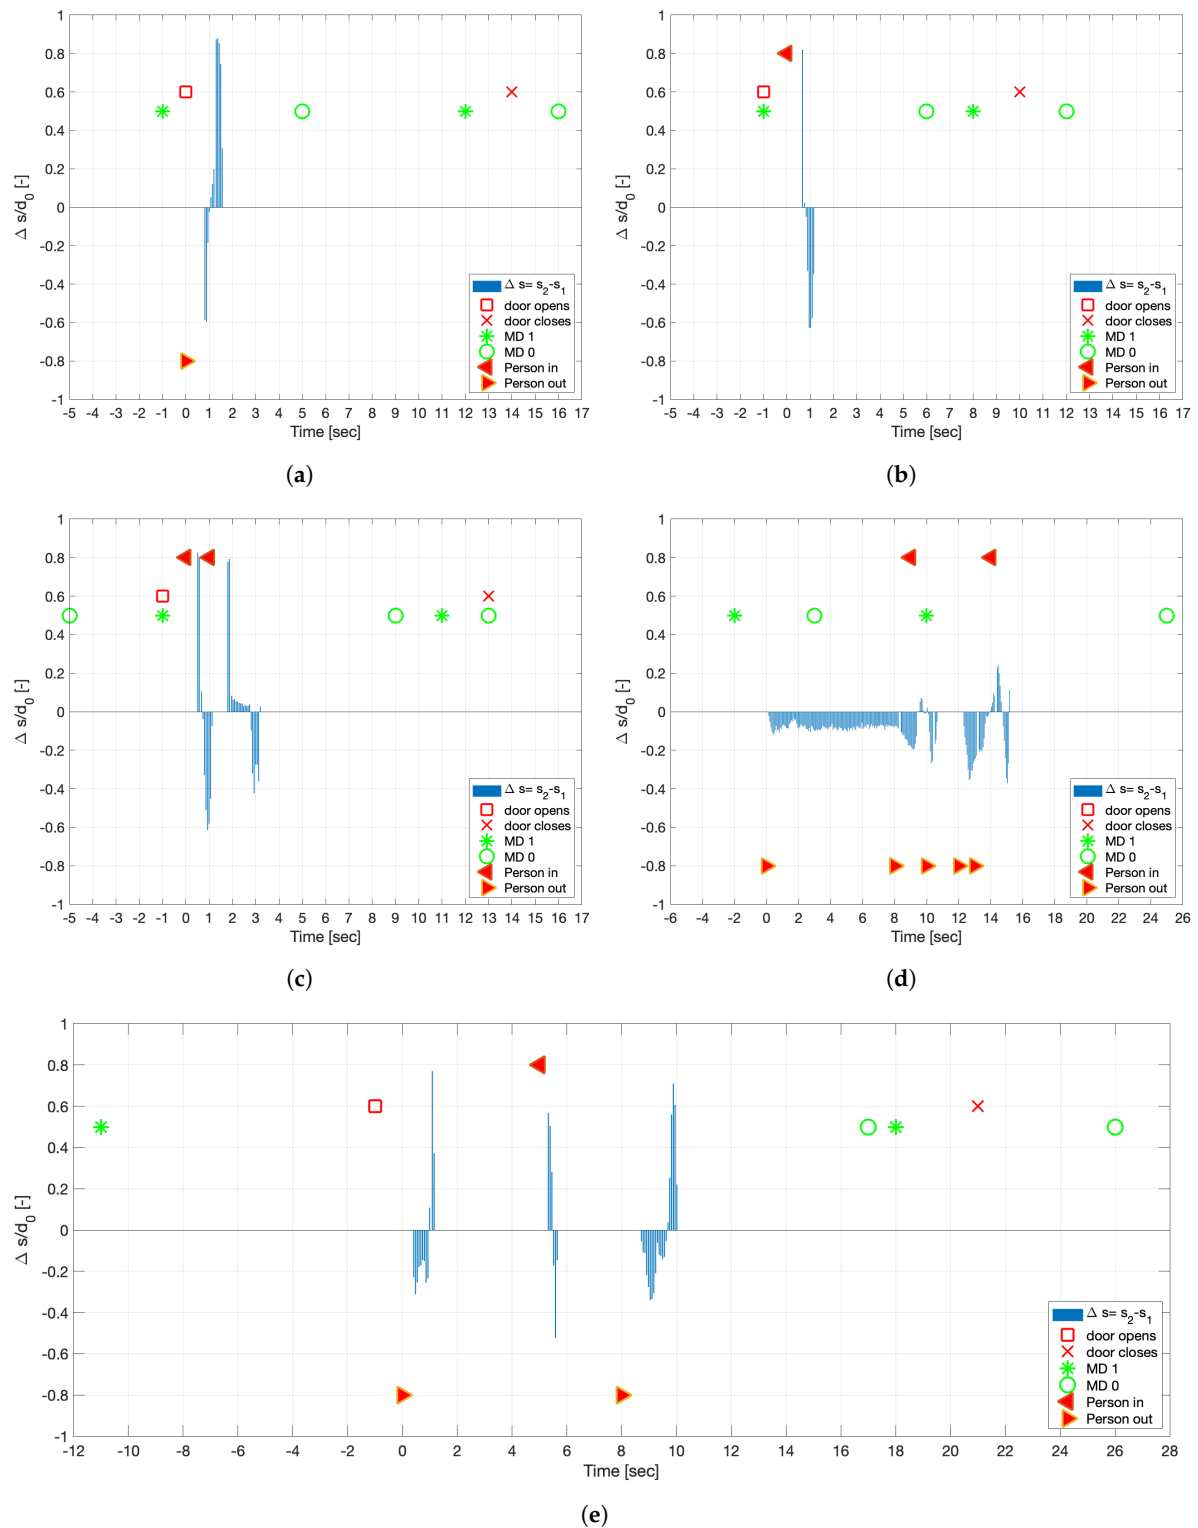 1
0.8
0.6
0.4
0.2
0
-0.2
-0.4
-0.6
-0.8
-1
Δ s/d0 [-]
-5 -4 -3 -2 -1 0 1 2 3 4 5 6 7 8 9 10 11 12 13 14 15 16 17
Time [sec]
Δ s= s2-s1
door opens
door closes
MD 1
MD 0
Person in
Person out
(a)
1
0.8
0.6
0.4
0.2
0
-0.2
-0.4
-0.6
-0.8
-1
Δ s/d0 [-]
-5 -4 -3 -2 -1 0 1 2 3 4 5 6 7 8 9 10 11 12 13 14 15 16 17
Time [sec]
Δ s= s2-s1
door opens
door closes
MD 1
MD 0
Person in
Person out
(b)
1
0.8
0.6
0.4
0.2
0
-0.2
-0.4
-0.6
-0.8
-1
Δ s/d0 [-]
-5 -4 -3 -2 -1 0 1 2 3 4 5 6 7 8 9 10 11 12 13 14 15 16 17
Time [sec]
Δ s= s2-s1
door opens
door closes
MD 1
MD 0
Person in
Person out
(c)
1
0.8
0.6
0.4
0.2
0
-0.2
-0.4
-0.6
-0.8
-1
Δ s/d0 [-]
-6 -4 -2 0 2 4 6 8 10 12 14 16 18 20 22 24 26
Time [sec]
Δ s= s2-s1
door opens
door closes
MD 1
MD 0
Person in
Person out
(d)
1
0.8
0.6
0.4
0.2
0
-0.2
-0.4
-0.6
-0.8
-1
Δ s/d0 [-]
-12 -10 -8 -6 -4 -2 0 2 4 6 8 10 12 14 16 18 20 22 24 26 28
Time [sec]
Δ s= s2-s1
door opens
door closes
MD 1
MD 0
Person in
Person out
(e)